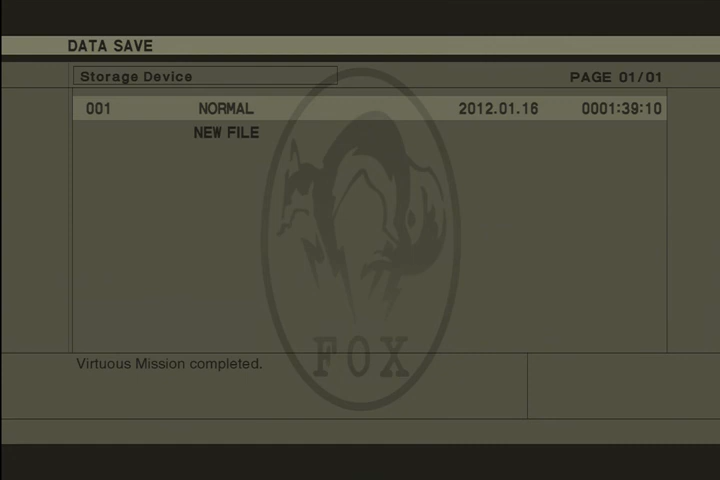 DATA SAVE
Storage Device PAGE 01/01
001 NORMAL 2012.01.16 0001:39:10
NEW FILE
FOX
Virtuous Mission completed.